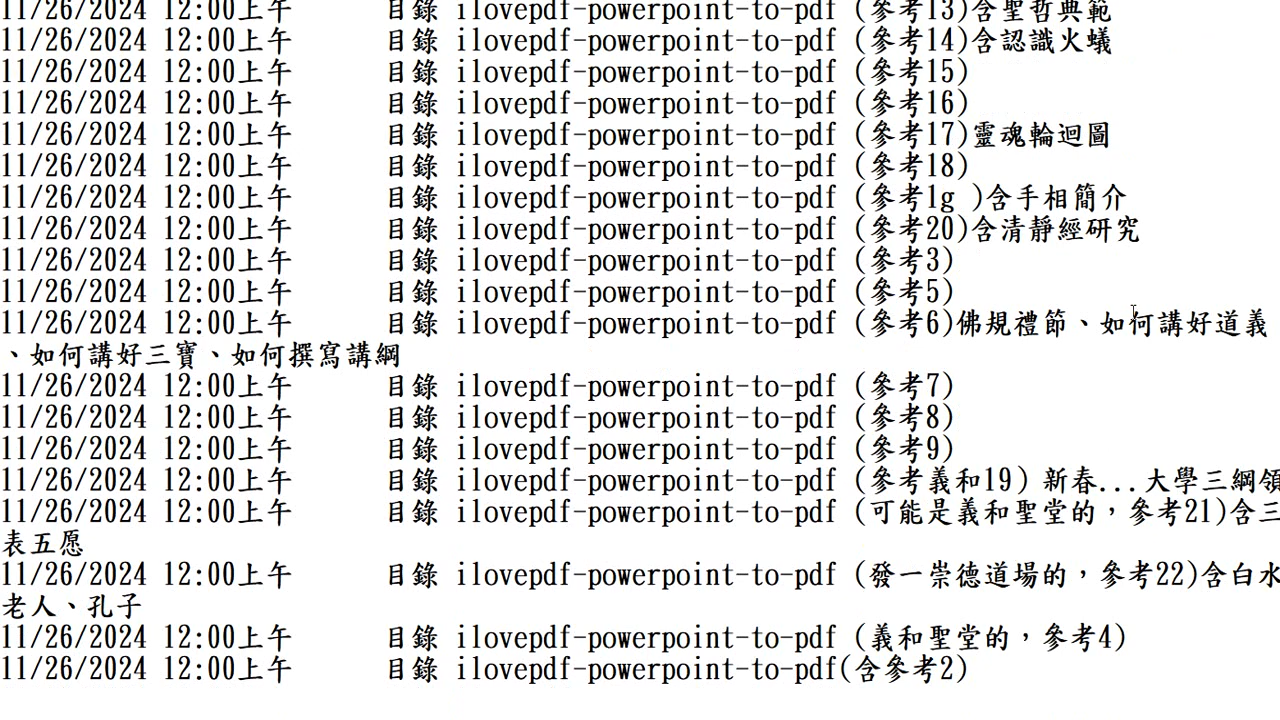 11/26/2024 12:00上午 目錄 ilovepdf-powerpoint-to-pdf (參考13)含聖哲典範
11/26/2024 12:00上午 目錄 ilovepdf-powerpoint-to-pdf (參考14)含認識火蟻
11/26/2024 12:00上午 目錄 ilovepdf-powerpoint-to-pdf (參考15)
11/26/2024 12:00上午 目錄 ilovepdf-powerpoint-to-pdf (參考16)
11/26/2024 12:00上午 目錄 ilovepdf-powerpoint-to-pdf (參考17)靈魂輪迴圖
11/26/2024 12:00上午 目錄 ilovepdf-powerpoint-to-pdf (參考18)
11/26/2024 12:00上午 目錄 ilovepdf-powerpoint-to-pdf (參考1g )含手相簡介
11/26/2024 12:00上午 目錄 ilovepdf-powerpoint-to-pdf (參考20)含清靜經研究
11/26/2024 12:00上午 目錄 ilovepdf-powerpoint-to-pdf (參考3)
11/26/2024 12:00上午 目錄 ilovepdf-powerpoint-to-pdf (參考5)
11/26/2024 12:00上午 目錄 ilovepdf-powerpoint-to-pdf (參考6)佛規禮節、如何講好道義
、如何講好三寶、如何撰寫講綱
11/26/2024 12:00上午 目錄 ilovepdf-powerpoint-to-pdf (參考7)
11/26/2024 12:00上午 目錄 ilovepdf-powerpoint-to-pdf (參考8)
11/26/2024 12:00上午 目錄 ilovepdf-powerpoint-to-pdf (參考9)
11/26/2024 12:00上午 目錄 ilovepdf-powerpoint-to-pdf (參考義和19) 新春...大學三綱領
11/26/2024 12:00上午 目錄 ilovepdf-powerpoint-to-pdf (可能是義和聖堂的，參考21)含三
表五愿
11/26/2024 12:00上午 目錄 ilovepdf-powerpoint-to-pdf (發一崇德道場的，參考22)含白水
老人、孔子
11/26/2024 12:00上午 目錄 ilovepdf-powerpoint-to-pdf (義和聖堂的，參考4)
11/26/2024 12:00上午 目錄 ilovepdf-powerpoint-to-pdf(含參考2)